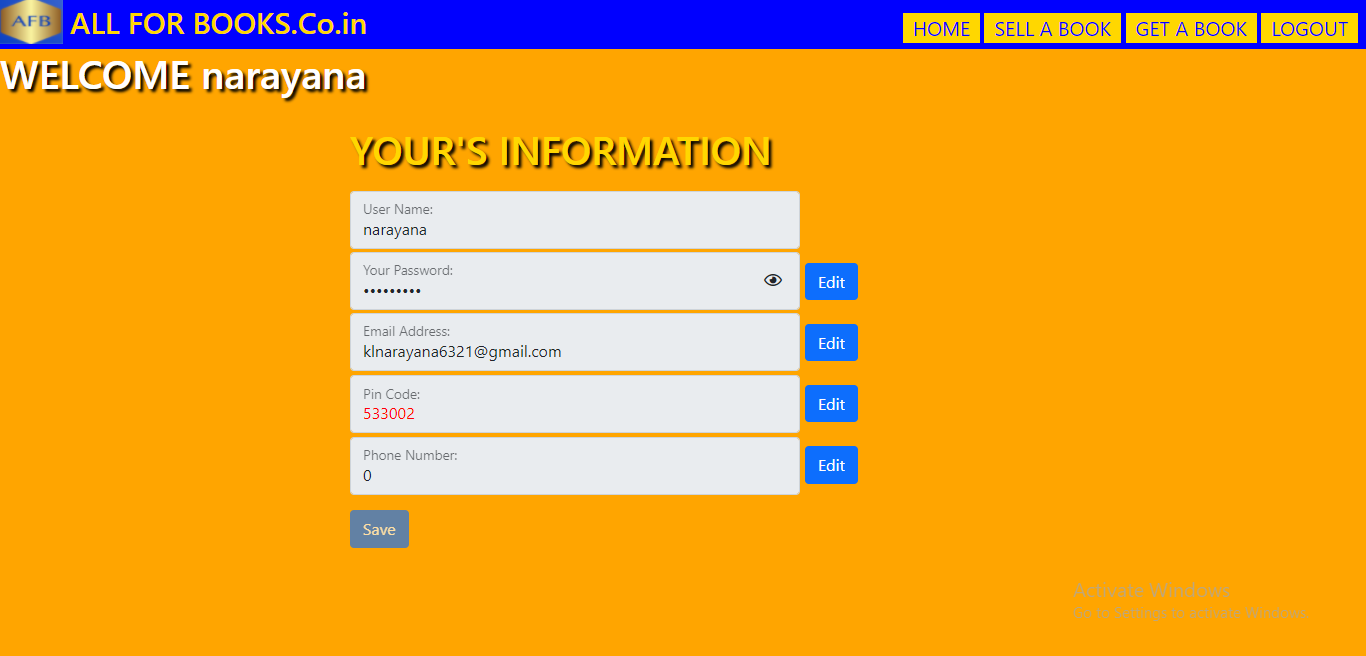 AFB ALL FOR BOOKS.Co.in HOME SELL A BOOK GET A BOOK LOGOUT
WELCOME narayana
YOUR'S INFORMATION
User Name:
narayana
Your Password:
•••••••••
Edit
Email Address:
klnarayana6321@gmail.com
Edit
Pin Code:
533002
Edit
Phone Number:
0
Edit
Save
Activate Windows
Go to Settings to activate Windows.